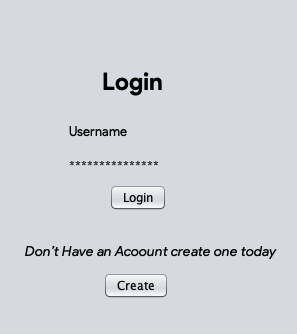 Login
Username
***************
Login
Don't Have an Acoount create one today
Create